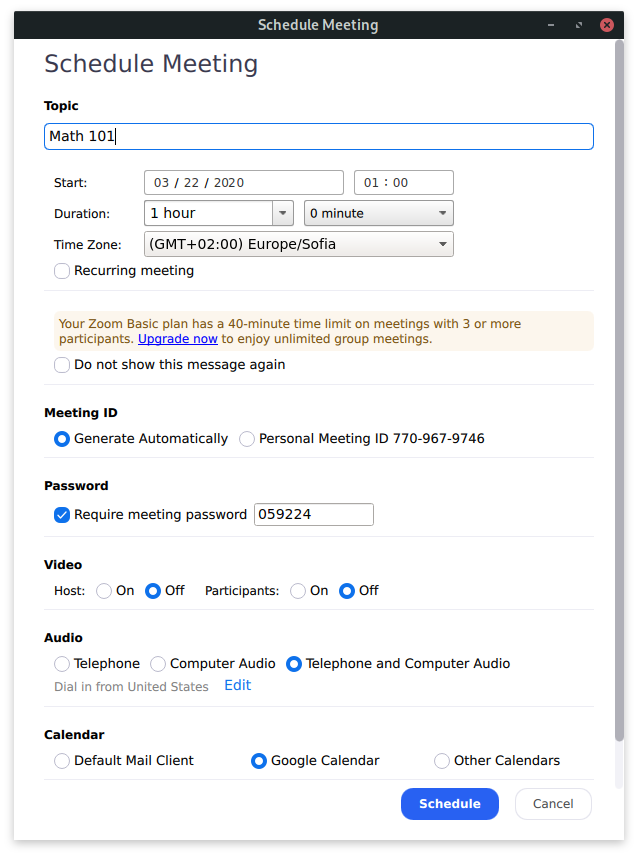 Schedule Meeting
Schedule Meeting
Topic
Math 101
Start: 03 / 22 / 2020 01 : 00
Duration: 1 hour 0 minute
Time Zone: (GMT+02:00) Europe/Sofia
Recurring meeting
Your Zoom Basic plan has a 40-minute time limit on meetings with 3 or more
participants. Upgrade now to enjoy unlimited group meetings.
Do not show this message again
Meeting ID
Generate Automatically Personal Meeting ID 770-967-9746
Password
Require meeting password 059224
Video
Host: On Off Participants: On Off
Audio
Telephone Computer Audio Telephone and Computer Audio
Dial in from United States Edit
Calendar
Default Mail Client Google Calendar Other Calendars
Schedule Cancel